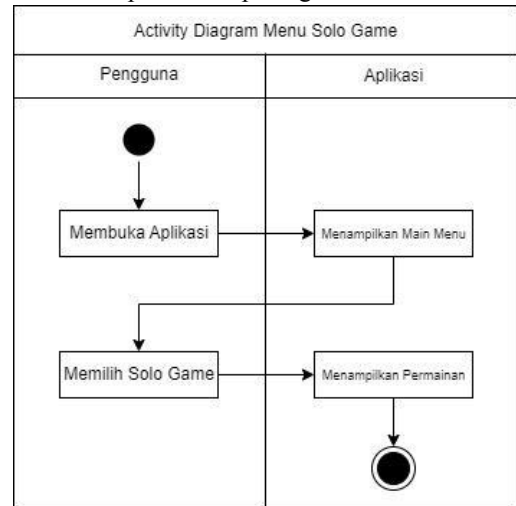 Activity Diagram Menu Solo Game
Pengguna
Aplikasi
Membuka Aplikasi
Menampilkan Main Menu
Memilih Solo Game
Menampilkan Permainan